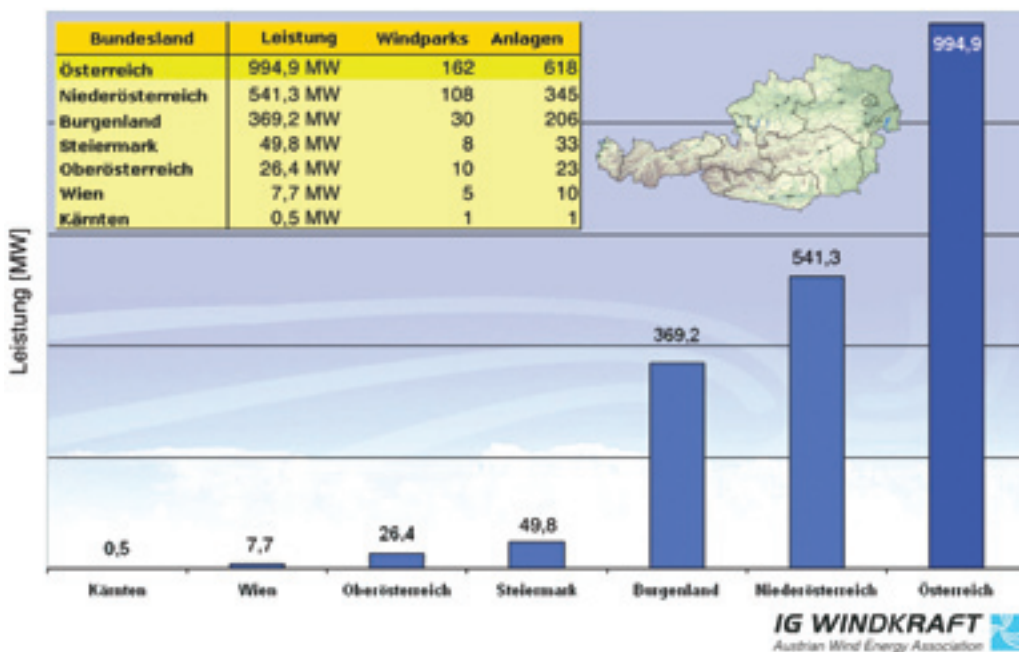 Bundesland Leistung Windparks Anlagen
Österreich 994,9 MW 162 618
Niederösterreich 541,3 MW 108 345
Burgenland 369,2 MW 30 206
Steiermark 49,8 MW 8 33
Oberösterreich 26,4 MW 10 23
Wien 7,7 MW 5 10
Kärnten 0,5 MW 1 1
Leistung [MW]
0,5 7,7 26,4 49,8 369,2 541,3 994,9
Kärnten Wien Oberösterreich Steiermark Burgenland Niederösterreich Österreich
IG WINDKRAFT
Austrian Wind Energy Association